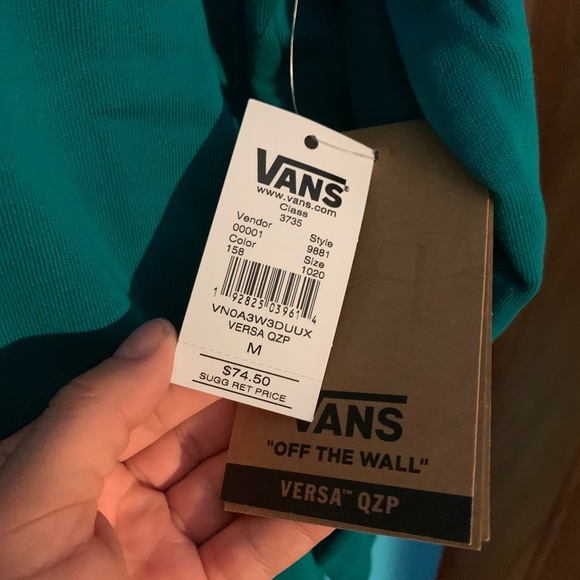 VANS
www.vans.com
Class
3735
Vendor Style
00001 9881
Color Size
158 1020
1 92825 03961 4
VN0A3W3DUUX
VERSA QZP
M
$74.50
SUGG RET PRICE
VANS
"OFF THE WALL"
VERSA™ QZP